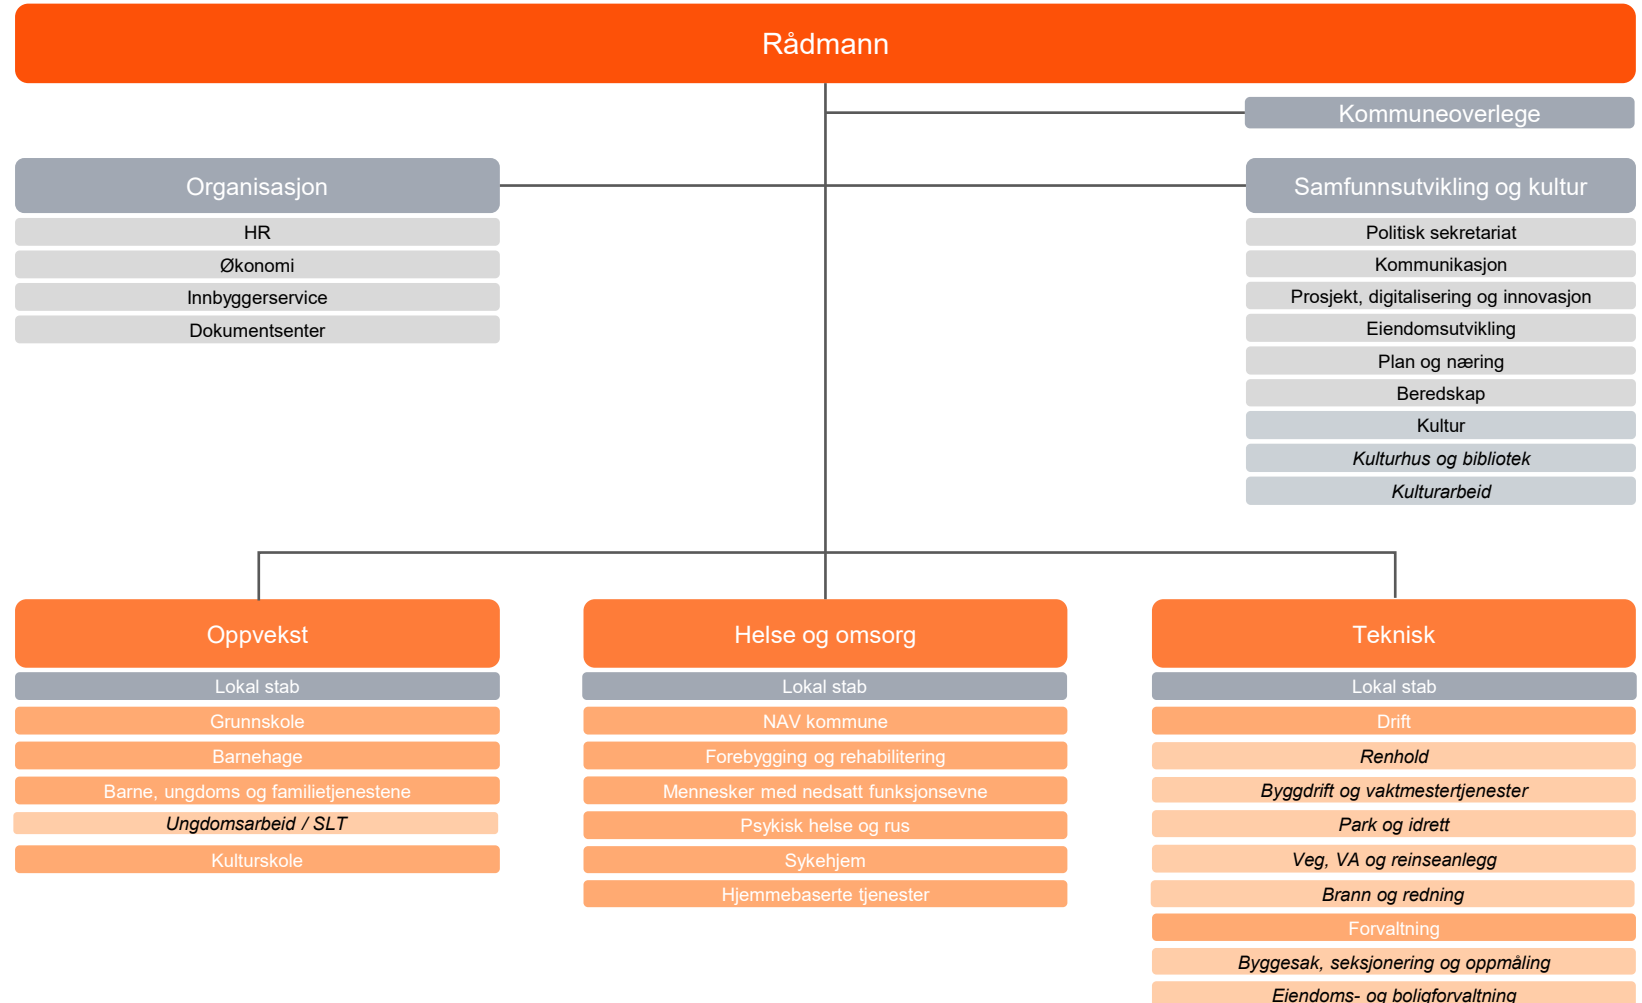 Rådmann
Kommuneoverlege
Organisasjon
HR
Økonomi
Innbyggerservice
Dokumentsenter
Samfunnsutvikling og kultur
Politisk sekretariat
Kommunikasjon
Prosjekt, digitalisering og innovasjon
Eiendomsutvikling
Plan og næring
Beredskap
Kultur
Kulturhus og bibliotek
Kulturarbeid
Oppvekst
Lokal stab
Grunnskole
Barnehage
Barne, ungdoms og familietjenestene
Ungdomsarbeid / SLT
Kulturskole
Helse og omsorg
Lokal stab
NAV kommune
Forebygging og rehabilitering
Mennesker med nedsatt funksjonsevne
Psykisk helse og rus
Sykehjem
Hjemmebaserte tjenester
Teknisk
Lokal stab
Drift
Renhold
Byggdrift og vaktmestertjenester
Park og idrett
Veg, VA og reinseanlegg
Brann og redning
Forvaltning
Byggesak, seksjonering og oppmåling
Eiendoms- og boligforvaltning